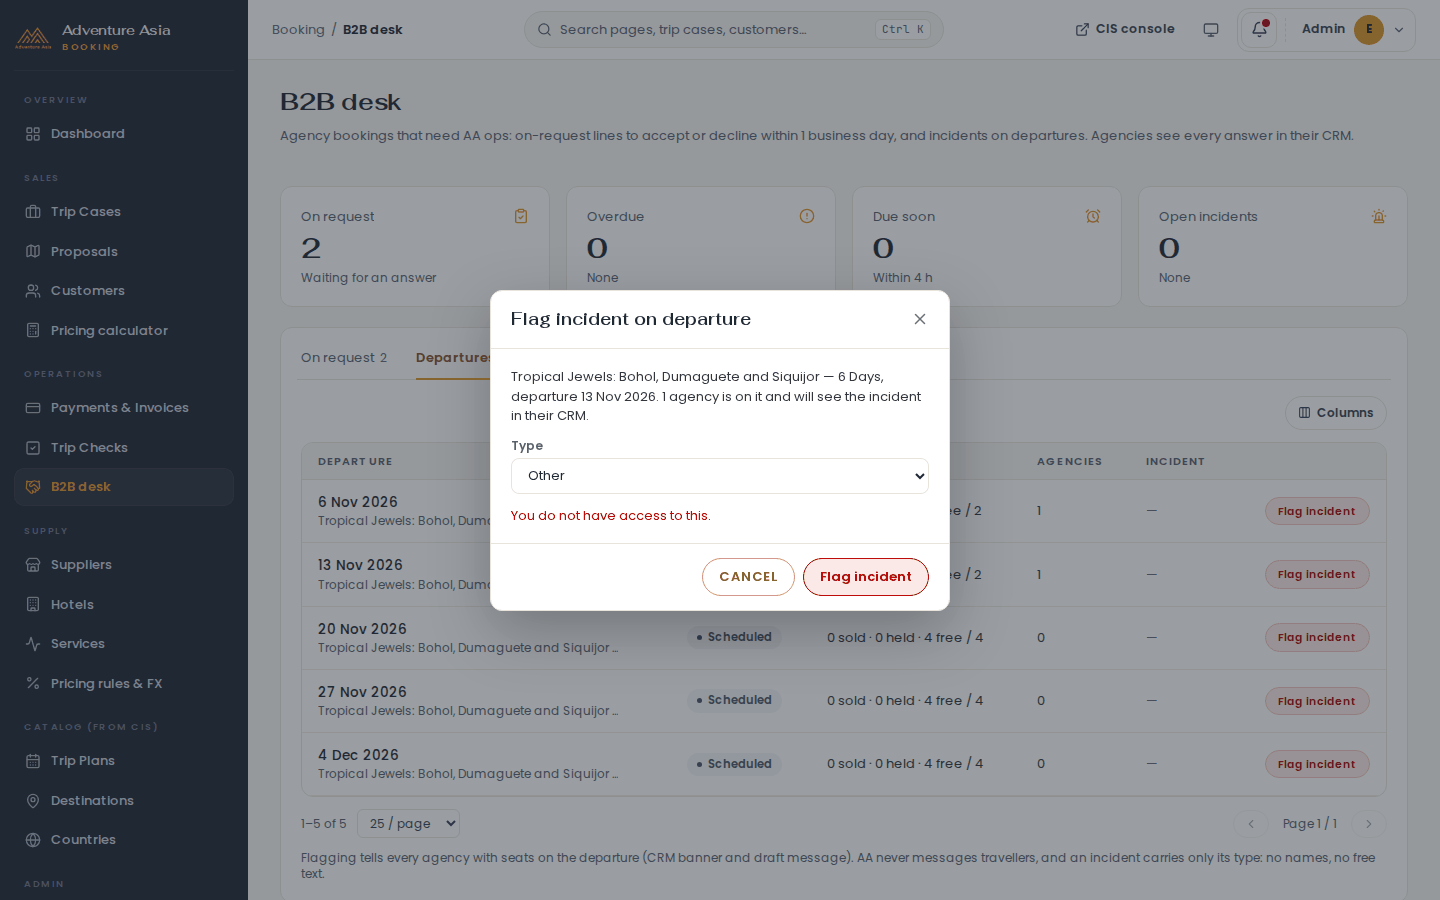 Adventure Asia
BOOKING
OVERVIEW
Dashboard
SALES
Trip Cases
Proposals
Customers
Pricing calculator
OPERATIONS
Payments & Invoices
Trip Checks
B2B desk
SUPPLY
Suppliers
Hotels
Services
Pricing rules & FX
CATALOG (FROM CIS)
Trip Plans
Destinations
Countries
ADMIN
Booking / B2B desk
Search pages, trip cases, customers... Ctrl K
CIS console
Admin E
B2B desk
Agency bookings that need AA ops: on-request lines to accept or decline within 1 business day, and incidents on departures. Agencies see every answer in their CRM.
On request
2
Waiting for an answer
Overdue
0
None
Due soon
0
Within 4 h
Open incidents
0
None
On request 2 Departures
Columns
DEPARTURE AGENCIES INCIDENT
6 Nov 2026
Tropical Jewels: Bohol, Dum
ee / 2 1 — Flag incident
13 Nov 2026
Tropical Jewels: Bohol, Dum
ee / 2 1 — Flag incident
20 Nov 2026
Tropical Jewels: Bohol, Dumaguete and Siquijor ...
Scheduled 0 sold · 0 held · 4 free / 4 0 — Flag incident
27 Nov 2026
Tropical Jewels: Bohol, Dumaguete and Siquijor ...
Scheduled 0 sold · 0 held · 4 free / 4 0 — Flag incident
4 Dec 2026
Tropical Jewels: Bohol, Dumaguete and Siquijor ...
Scheduled 0 sold · 0 held · 4 free / 4 0 — Flag incident
1–5 of 5 25 / page Page 1 / 1
Flagging tells every agency with seats on the departure (CRM banner and draft message). AA never messages travellers, and an incident carries only its type: no names, no free
text.
Flag incident on departure
Tropical Jewels: Bohol, Dumaguete and Siquijor — 6 Days,
departure 13 Nov 2026. 1 agency is on it and will see the incident
in their CRM.
Type
Other
You do not have access to this.
CANCEL Flag incident